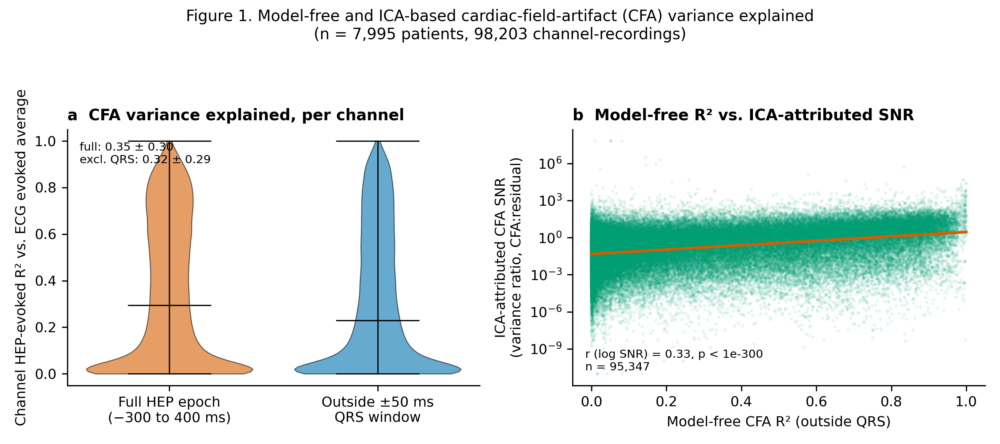 Figure 1. Model-free and ICA-based cardiac-field-artifact (CFA) variance explained
(n = 7,995 patients, 98,203 channel-recordings)
a CFA variance explained, per channel
Channel HEP-evoked R² vs. ECG evoked average
1.0
0.8
0.6
0.4
0.2
0.0
full: 0.35 ± 0.30
excl. QRS: 0.32 ± 0.29
Full HEP epoch
(−300 to 400 ms)
Outside ±50 ms
QRS window
b Model-free R² vs. ICA-attributed SNR
ICA-attributed CFA SNR
(variance ratio, CFA:residual)
10⁶
10³
10⁰
10⁻³
10⁻⁶
10⁻⁹
r (log SNR) = 0.33, p < 1e-300
n = 95,347
0.0 0.2 0.4 0.6 0.8 1.0
Model-free CFA R² (outside QRS)